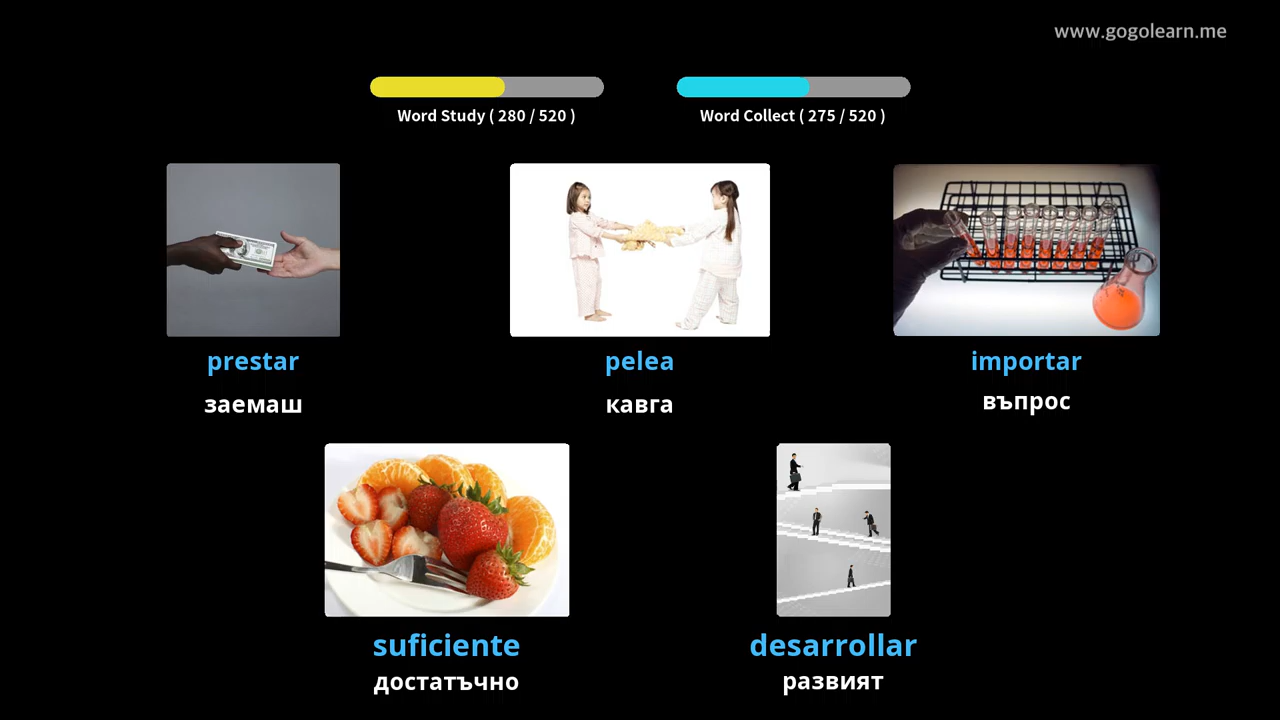 www.gogolearn.me
Word Study ( 280 / 520 )
Word Collect ( 275 / 520 )
prestar
заемаш
pelea
кавга
importar
въпрос
suficiente
достатъчно
desarrollar
развият